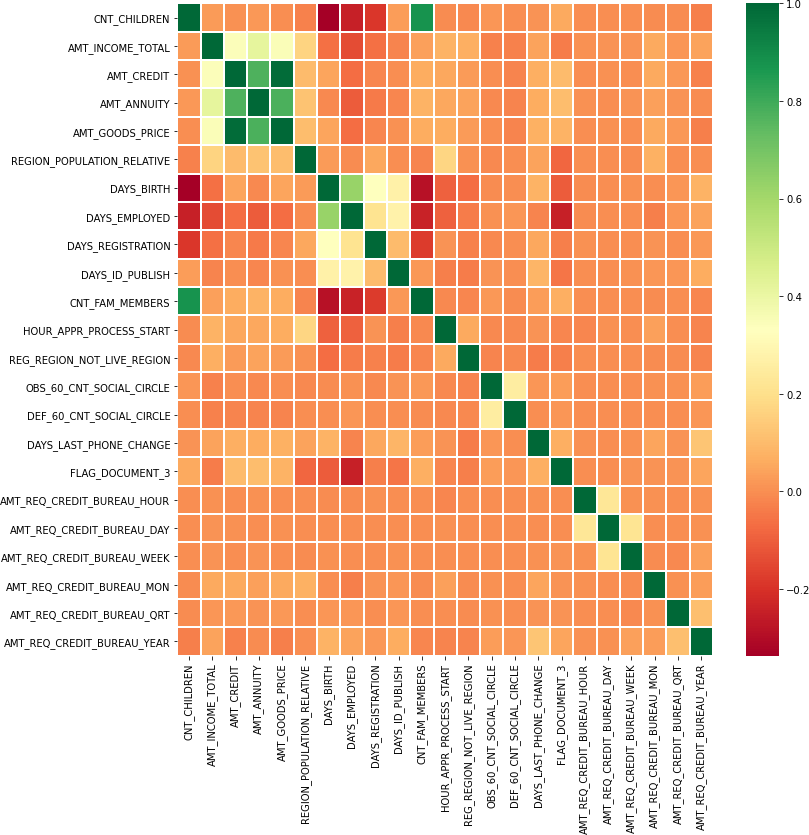 CNT_CHILDREN
AMT_INCOME_TOTAL
AMT_CREDIT
AMT_ANNUITY
AMT_GOODS_PRICE
REGION_POPULATION_RELATIVE
DAYS_BIRTH
DAYS_EMPLOYED
DAYS_REGISTRATION
DAYS_ID_PUBLISH
CNT_FAM_MEMBERS
HOUR_APPR_PROCESS_START
REG_REGION_NOT_LIVE_REGION
OBS_60_CNT_SOCIAL_CIRCLE
DEF_60_CNT_SOCIAL_CIRCLE
DAYS_LAST_PHONE_CHANGE
FLAG_DOCUMENT_3
AMT_REQ_CREDIT_BUREAU_HOUR
AMT_REQ_CREDIT_BUREAU_DAY
AMT_REQ_CREDIT_BUREAU_WEEK
AMT_REQ_CREDIT_BUREAU_MON
AMT_REQ_CREDIT_BUREAU_QRT
AMT_REQ_CREDIT_BUREAU_YEAR
CNT_CHILDREN
AMT_INCOME_TOTAL
AMT_CREDIT
AMT_ANNUITY
AMT_GOODS_PRICE
REGION_POPULATION_RELATIVE
DAYS_BIRTH
DAYS_EMPLOYED
DAYS_REGISTRATION
DAYS_ID_PUBLISH
CNT_FAM_MEMBERS
HOUR_APPR_PROCESS_START
REG_REGION_NOT_LIVE_REGION
OBS_60_CNT_SOCIAL_CIRCLE
DEF_60_CNT_SOCIAL_CIRCLE
DAYS_LAST_PHONE_CHANGE
FLAG_DOCUMENT_3
AMT_REQ_CREDIT_BUREAU_HOUR
AMT_REQ_CREDIT_BUREAU_DAY
AMT_REQ_CREDIT_BUREAU_WEEK
AMT_REQ_CREDIT_BUREAU_MON
AMT_REQ_CREDIT_BUREAU_QRT
AMT_REQ_CREDIT_BUREAU_YEAR
1.0
0.8
0.6
0.4
0.2
0.0
−0.2